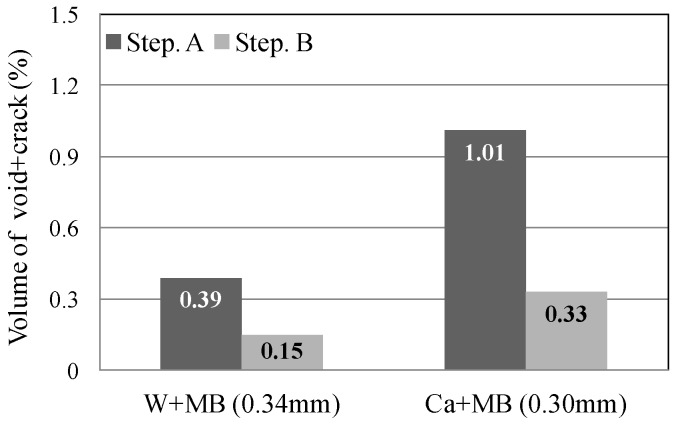 Volume of void+crack (%)
1.5
1.2
0.9
0.6
0.3
0
Step. A
Step. B
0.39
0.15
1.01
0.33
W+MB (0.34mm)
Ca+MB (0.30mm)